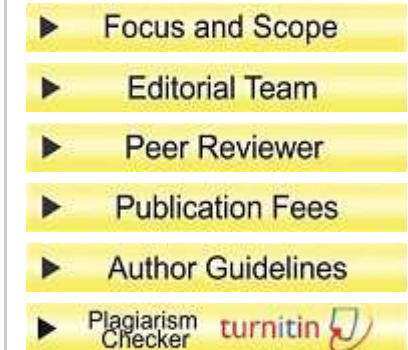 Focus and Scope
Editorial Team
Peer Reviewer
Publication Fees
Author Guidelines
Plagiarism
Checker turnitin